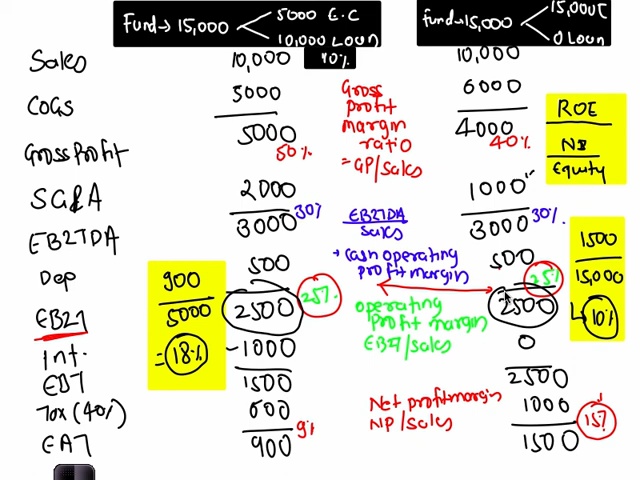 Fund → 15,000 5000 E.C
10,000 Loan
10%
fund → 15,000 15,000 E
0 Loan
Sales 10,000 10,000
COGS 5000 6000
Gross Profit 5000 4000
50% 40%
Gross
profit
margin
ratio
= GP/Sales
ROE
NI
Equity
SG&A 2000 1000
EBITDA 3000 30% 3000 30%
EBITDA
Sales
→ Cash operating
profit margin
Dep 500 500
EBIT 2500 25% 2500 25%
operating
Profit margin
EBIT/Sales
900
5000
= 18%
1500
15,000
10%
Int. 1000 0
EBT 1500 2500
Tax (40%) 600 1000
EAT 900 9% 1500 15%
Net profit margin
NP/Sales